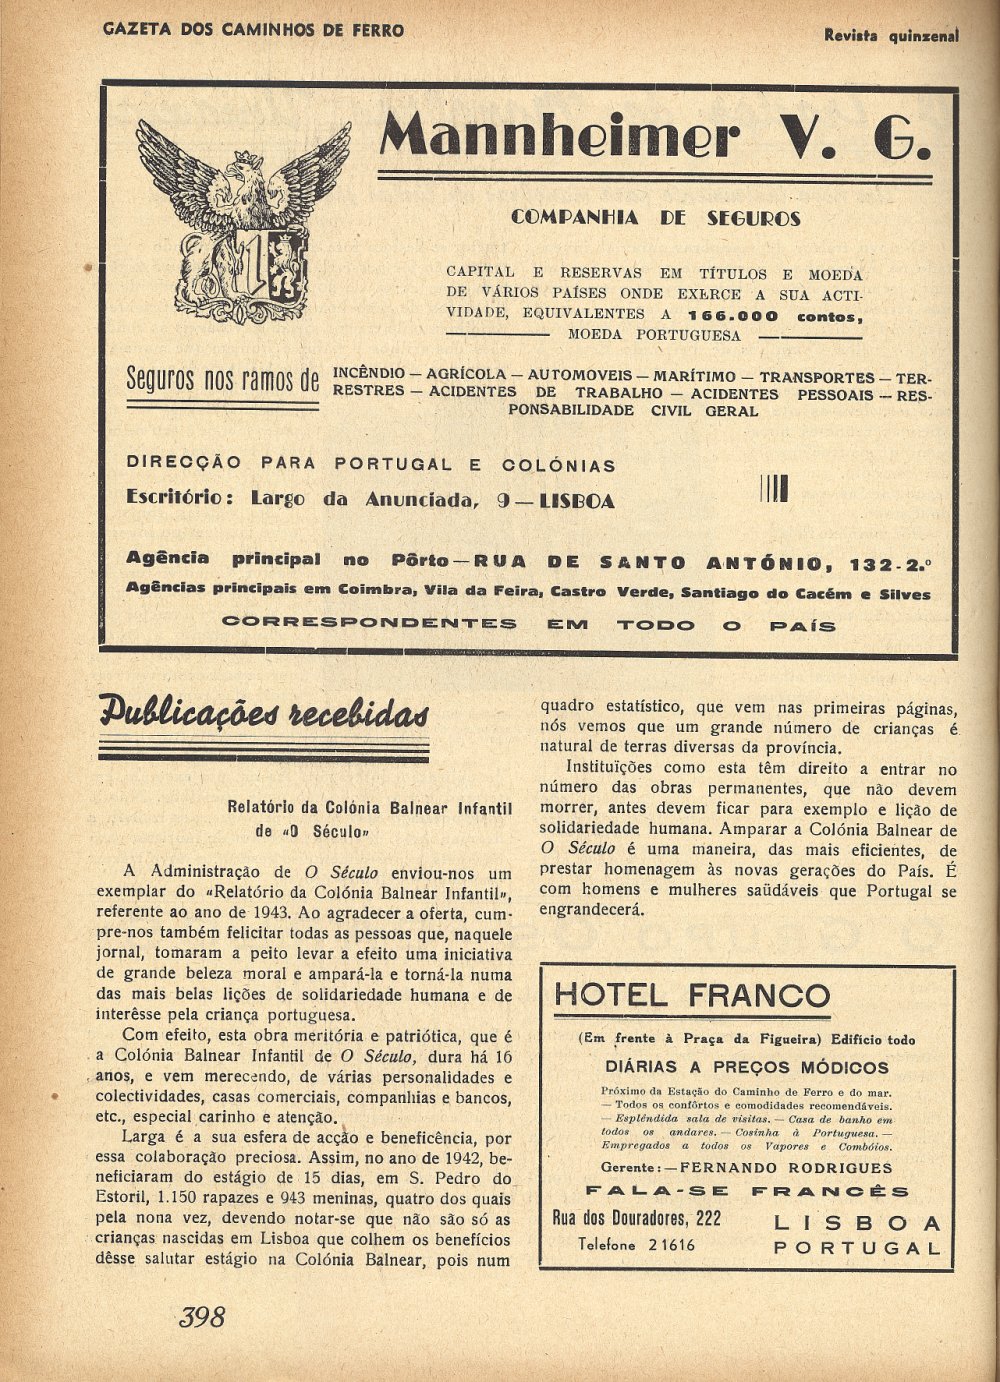 GAZETA DOS CAMINHOS DE FERRO
Revista quinzenal
Mannheimer V. G.
COMPANHIA DE SEGUROS
CAPITAL E RESERVAS EM TÍTULOS E MOEDA
DE VÁRIOS PAÍSES ONDE EXERCE A SUA ACTI-
VIDADE, EQUIVALENTES A 166.000 contos,
MOEDA PORTUGUESA
Seguros nos ramos de
INCÊNDIO — AGRÍCOLA — AUTOMOVEIS — MARÍTIMO — TRANSPORTES — TER-
RESTRES — ACIDENTES DE TRABALHO — ACIDENTES PESSOAIS — RES-
PONSABILIDADE CIVIL GERAL
DIRECÇÃO PARA PORTUGAL E COLÓNIAS
Escritório: Largo da Anunciada, 9 — LISBOA
Agência principal no Pôrto — RUA DE SANTO ANTÓNIO, 132-2.º
Agências principais em Coimbra, Vila da Feira, Castro Verde, Santiago do Cacém e Silves
CORRESPONDENTES EM TODO O PAÍS
Publicações recebidas
Relatório da Colónia Balnear Infantil
de «O Século»
A Administração de O Século enviou-nos um
exemplar do «Relatório da Colónia Balnear Infantil»,
referente ao ano de 1943. Ao agradecer a oferta, cum-
pre-nos também felicitar todas as pessoas que, naquele
jornal, tomaram a peito levar a efeito uma iniciativa
de grande beleza moral e ampará-la e torná-la numa
das mais belas lições de solidariedade humana e de
interêsse pela criança portuguesa.
Com efeito, esta obra meritória e patriótica, que é
a Colónia Balnear Infantil de O Século, dura há 16
anos, e vem merecendo, de várias personalidades e
colectividades, casas comerciais, companhias e bancos,
etc., especial carinho e atenção.
Larga é a sua esfera de acção e beneficência, por
essa colaboração preciosa. Assim, no ano de 1942, be-
neficiaram do estágio de 15 dias, em S. Pedro do
Estoril, 1.150 rapazes e 943 meninas, quatro dos quais
pela nona vez, devendo notar-se que não são só as
crianças nascidas em Lisboa que colhem os benefícios
dêsse salutar estágio na Colónia Balnear, pois num
quadro estatístico, que vem nas primeiras páginas,
nós vemos que um grande número de crianças é
natural de terras diversas da província.
Instituïções como esta têm direito a entrar no
número das obras permanentes, que não devem
morrer, antes devem ficar para exemplo e lição de
solidariedade humana. Amparar a Colónia Balnear de
O Século é uma maneira, das mais eficientes, de
prestar homenagem às novas gerações do País. É
com homens e mulheres saüdáveis que Portugal se
engrandecerá.
HOTEL FRANCO
(Em frente à Praça da Figueira) Edifício todo
DIÁRIAS A PREÇOS MÓDICOS
Próximo da Estação do Caminho de Ferro e do mar.
— Todos os confôrtos e comodidades recomendáveis.
— Espléndida sala de visitas. — Casa de banho em
todos os andares. — Cosinha à Portuguesa. —
Empregados a todos os Vapores e Combóios.
Gerente: — FERNANDO RODRIGUES
FALA-SE FRANCÊS
Rua dos Douradores, 222
LISBOA
Telefone 21616
PORTUGAL
398